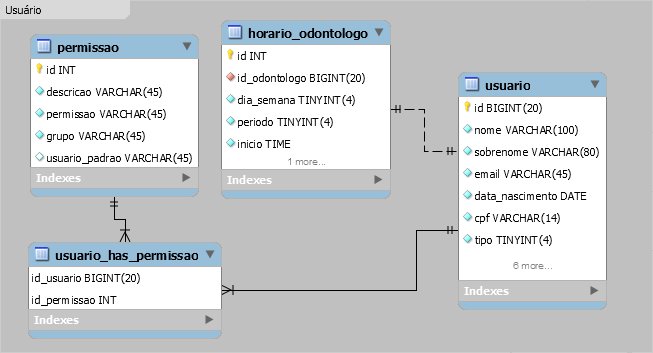 Usuário
permissao
id INT
descricao VARCHAR(45)
permissao VARCHAR(45)
grupo VARCHAR(45)
usuario_padrao VARCHAR(45)
Indexes
horario_odontologo
id INT
id_odontologo BIGINT(20)
dia_semana TINYINT(4)
periodo TINYINT(4)
inicio TIME
1 more...
Indexes
usuario
id BIGINT(20)
nome VARCHAR(100)
sobrenome VARCHAR(80)
email VARCHAR(45)
data_nascimento DATE
cpf VARCHAR(14)
tipo TINYINT(4)
6 more...
Indexes
usuario_has_permissao
id_usuario BIGINT(20)
id_permissao INT
Indexes